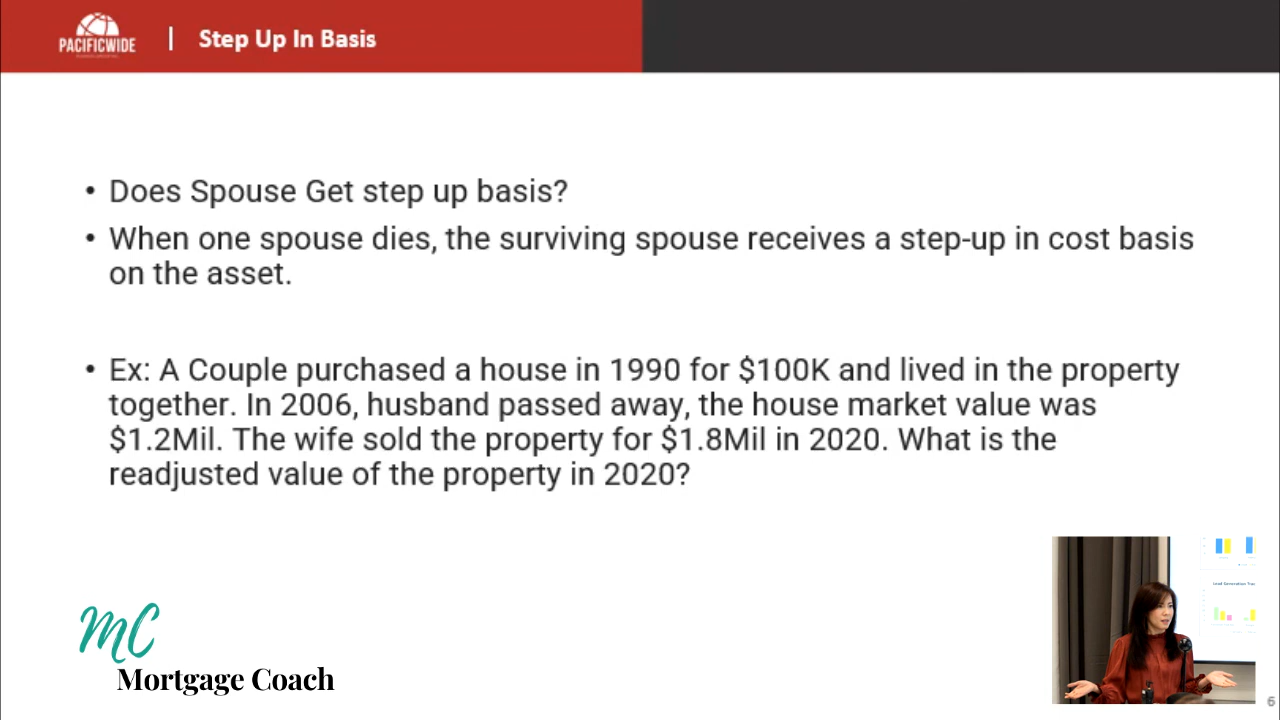 PACIFICWIDE
Step Up In Basis
• Does Spouse Get step up basis?
• When one spouse dies, the surviving spouse receives a step-up in cost basis
on the asset.
• Ex: A Couple purchased a house in 1990 for $100K and lived in the property
together. In 2006, husband passed away, the house market value was
$1.2Mil. The wife sold the property for $1.8Mil in 2020. What is the
readjusted value of the property in 2020?
MC
Mortgage Coach
6